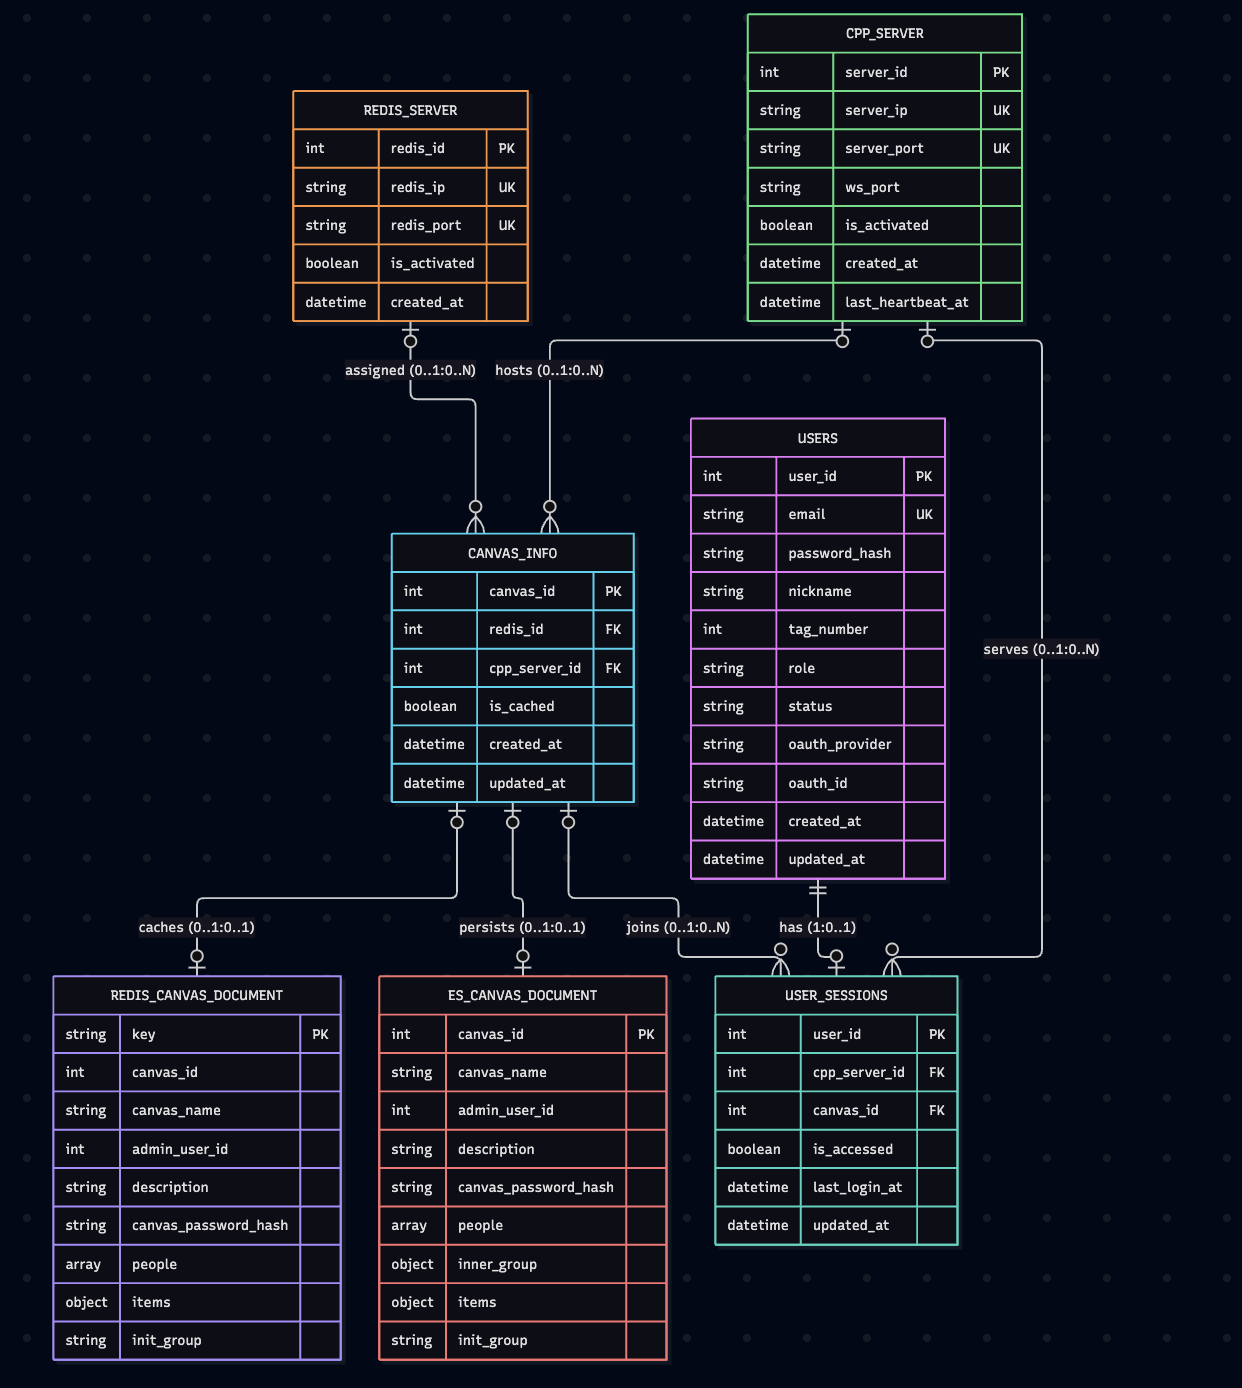 CPP_SERVER
int server_id PK
string server_ip UK
string server_port UK
string ws_port
boolean is_activated
datetime created_at
datetime last_heartbeat_at
REDIS_SERVER
int redis_id PK
string redis_ip UK
string redis_port UK
boolean is_activated
datetime created_at
assigned (0..1:0..N)
hosts (0..1:0..N)
serves (0..1:0..N)
USERS
int user_id PK
string email UK
string password_hash
string nickname
int tag_number
string role
string status
string oauth_provider
string oauth_id
datetime created_at
datetime updated_at
CANVAS_INFO
int canvas_id PK
int redis_id FK
int cpp_server_id FK
boolean is_cached
datetime created_at
datetime updated_at
caches (0..1:0..1)
persists (0..1:0..1)
joins (0..1:0..N)
has (1:0..1)
REDIS_CANVAS_DOCUMENT
string key PK
int canvas_id
string canvas_name
int admin_user_id
string description
string canvas_password_hash
array people
object items
string init_group
ES_CANVAS_DOCUMENT
int canvas_id PK
string canvas_name
int admin_user_id
string description
string canvas_password_hash
array people
object inner_group
object items
string init_group
USER_SESSIONS
int user_id PK
int cpp_server_id FK
int canvas_id FK
boolean is_accessed
datetime last_login_at
datetime updated_at